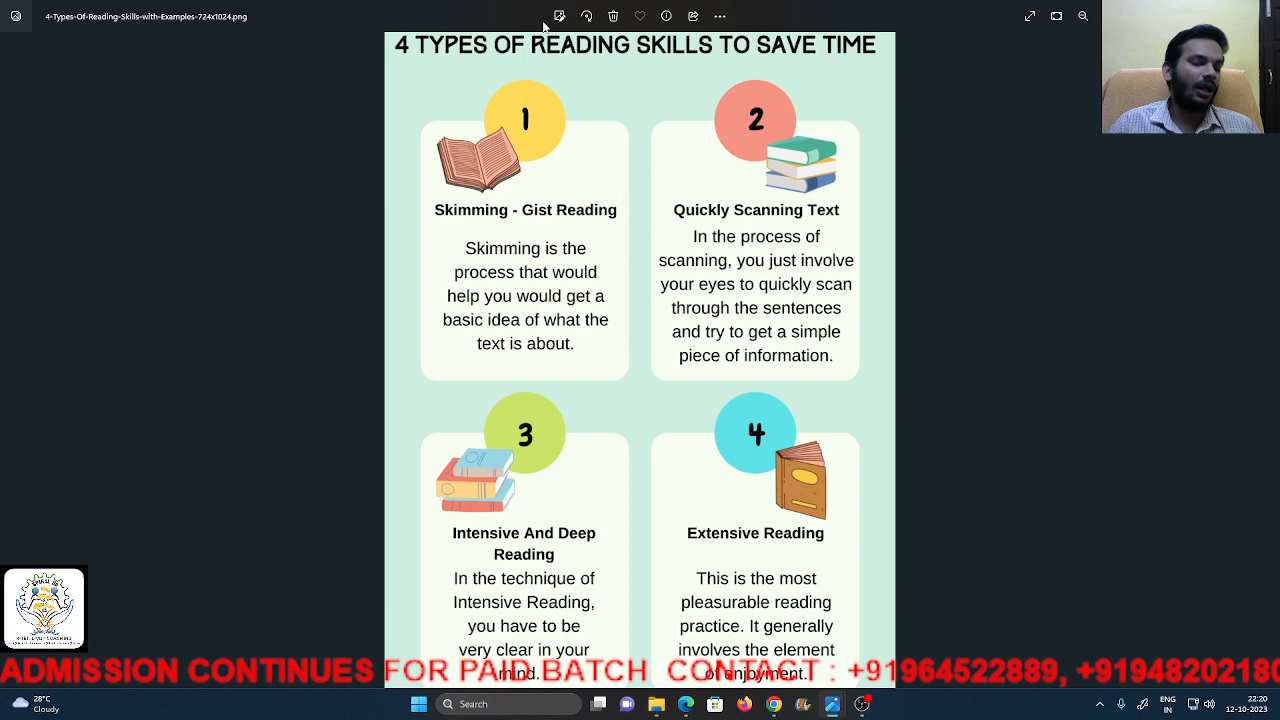 4-Types-Of-Reading-Skills-with-Examples-724x1024.png
4 TYPES OF READING SKILLS TO SAVE TIME
1
Skimming - Gist Reading
Skimming is the
process that would
help you would get a
basic idea of what the
text is about.
2
Quickly Scanning Text
In the process of
scanning, you just involve
your eyes to quickly scan
through the sentences
and try to get a simple
piece of information.
3
Intensive And Deep
Reading
In the technique of
Intensive Reading,
you have to be
very clear in your
mind.
4
Extensive Reading
This is the most
pleasurable reading
practice. It generally
involves the element
of enjoyment.
ADMISSION CONTINUES FOR PAID BATCH CONTACT : +91964522889, +9194820218
28°C
Cloudy
Search
ENG
IN
22:20
12-10-2023